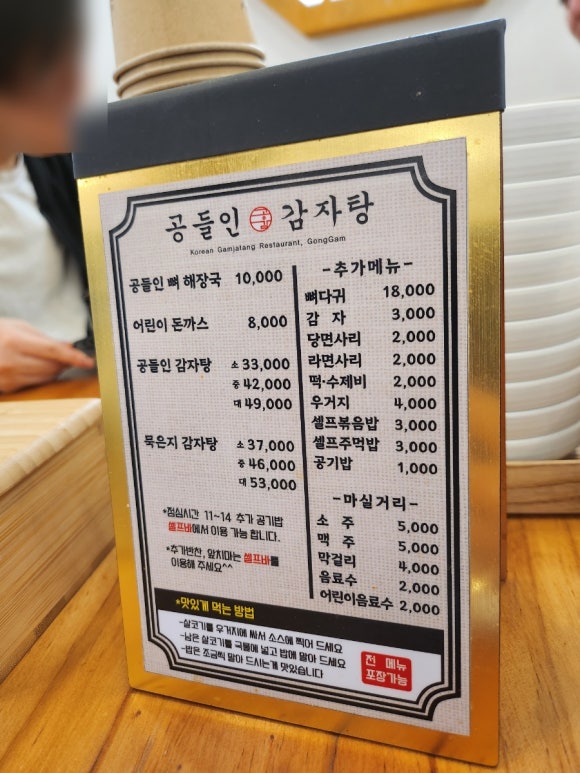 공들인 감자탕
Korean Gamjatang Restaurant, GongGam
공들인 뼈 해장국 10,000
어린이 돈까스 8,000
공들인 감자탕 소 33,000
중 42,000
대 49,000
묵은지 감자탕 소 37,000
중 46,000
대 53,000
*점심시간 11~14 추가 공기밥
셀프바에서 이용 가능 합니다.
*추가반찬, 앞치마는 셀프바를
이용해 주세요^^
-추가메뉴-
뼈다귀 18,000
감 자 3,000
당면사리 2,000
라면사리 2,000
떡·수제비 2,000
우거지 4,000
셀프볶음밥 3,000
셀프주먹밥 3,000
공기밥 1,000
-마실거리-
소 주 5,000
맥 주 5,000
막걸리 4,000
음료수 2,000
어린이음료수 2,000
*맛있게 먹는 방법
-살코기를 우거지에 싸서 소스에 찍어 드세요
-남은 살코기를 국물에 넣고 밥에 말아 드세요
-밥은 조금씩 말아 드시는게 맛있습니다
전 메뉴
포장가능